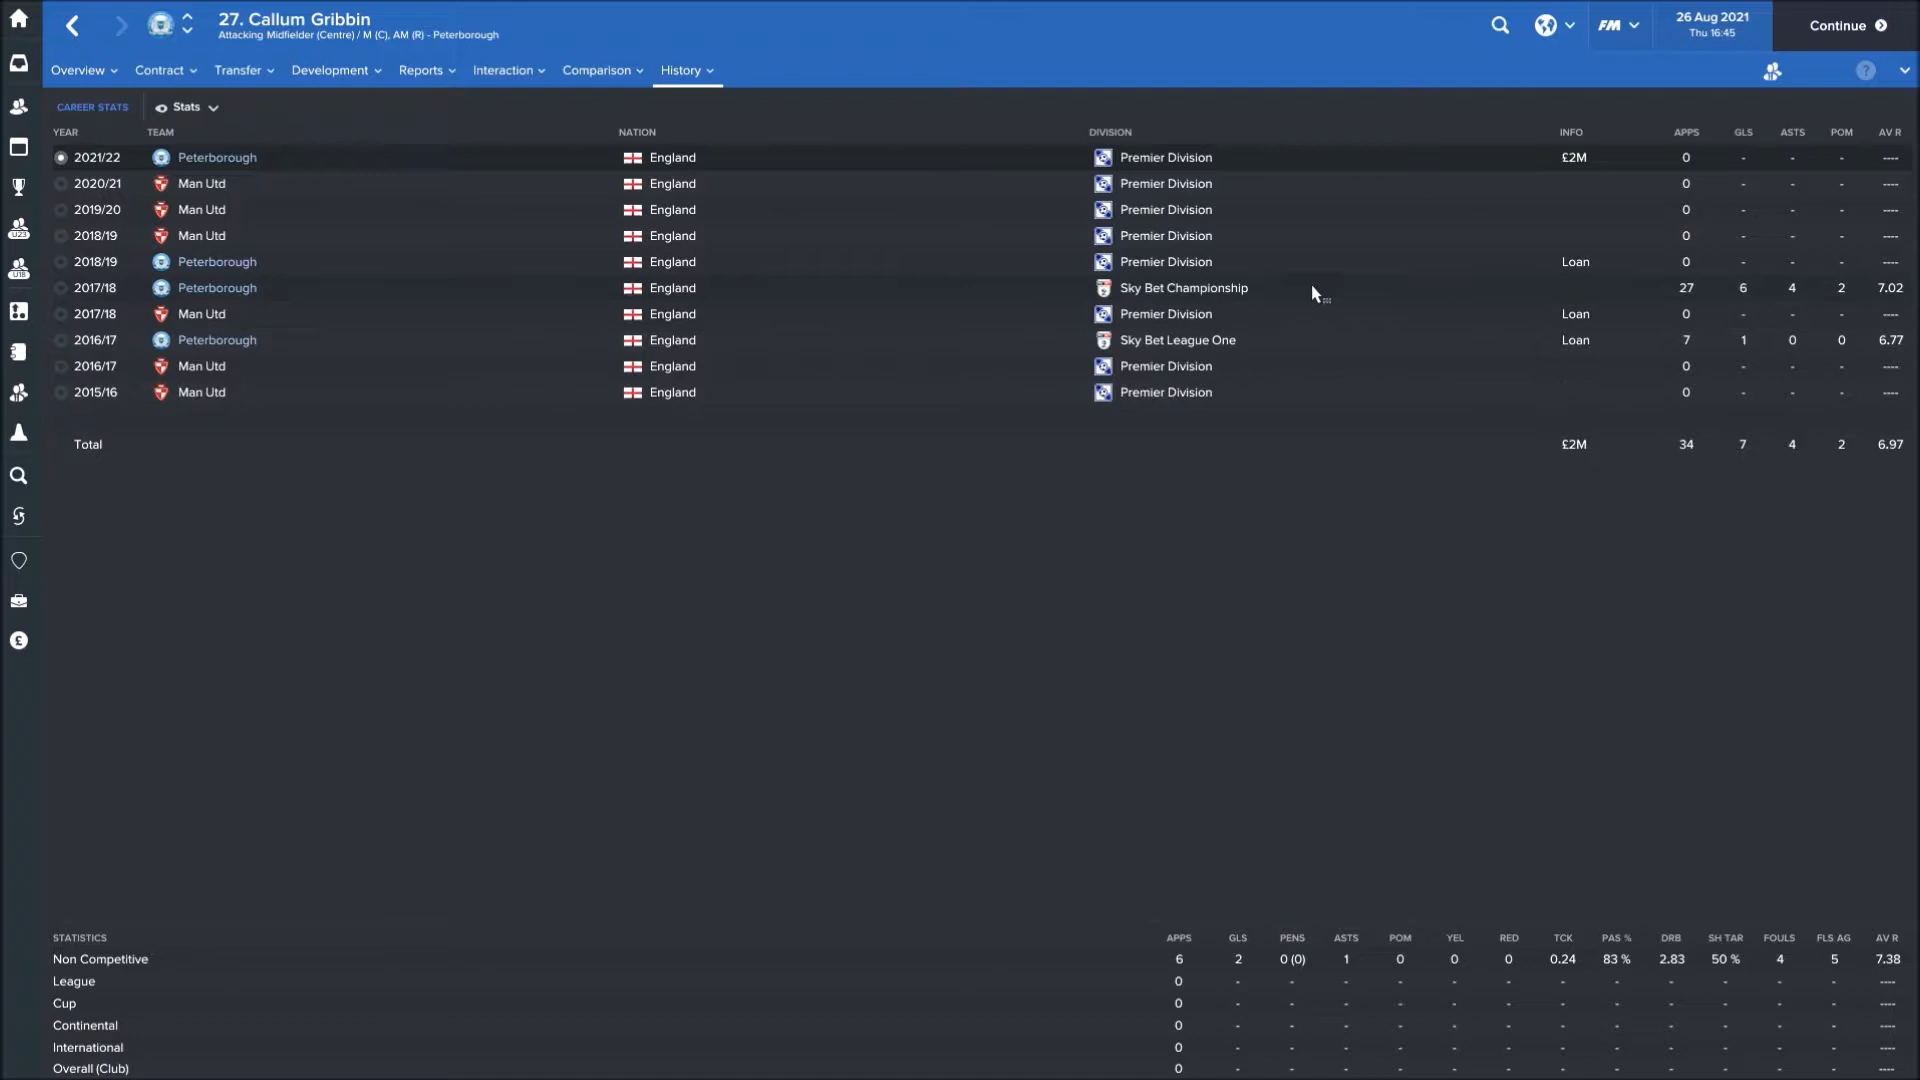 27. Callum Gribbin
Attacking Midfielder (Centre) / M (C), AM (R) - Peterborough
FM
26 Aug 2021
Thu 16:45
Continue
Overview Contract Transfer Development Reports Interaction Comparison History
?
CAREER STATS Stats
YEAR TEAM NATION DIVISION INFO APPS GLS ASTS POM AV R
2021/22 Peterborough England Premier Division £2M 0 - - - ----
2020/21 Man Utd England Premier Division 0 - - - ----
2019/20 Man Utd England Premier Division 0 - - - ----
2018/19 Man Utd England Premier Division 0 - - - ----
2018/19 Peterborough England Premier Division Loan 0 - - - ----
2017/18 Peterborough England Sky Bet Championship 27 6 4 2 7.02
2017/18 Man Utd England Premier Division Loan 0 - - - ----
2016/17 Peterborough England Sky Bet League One Loan 7 1 0 0 6.77
2016/17 Man Utd England Premier Division 0 - - - ----
2015/16 Man Utd England Premier Division 0 - - - ----
Total £2M 34 7 4 2 6.97
U23
U18
£
STATISTICS APPS GLS PENS ASTS POM YEL RED TCK PAS % DRB SH TAR FOULS FLS AG AV R
Non Competitive 6 2 0 (0) 1 0 0 0 0.24 83 % 2.83 50 % 4 5 7.38
League 0 - - - - - - - - - - - - ----
Cup 0 - - - - - - - - - - - - ----
Continental 0 - - - - - - - - - - - - ----
International 0 - - - - - - - - - - - - ----
Overall (Club) 0 - - - - - - - - - - - - ----